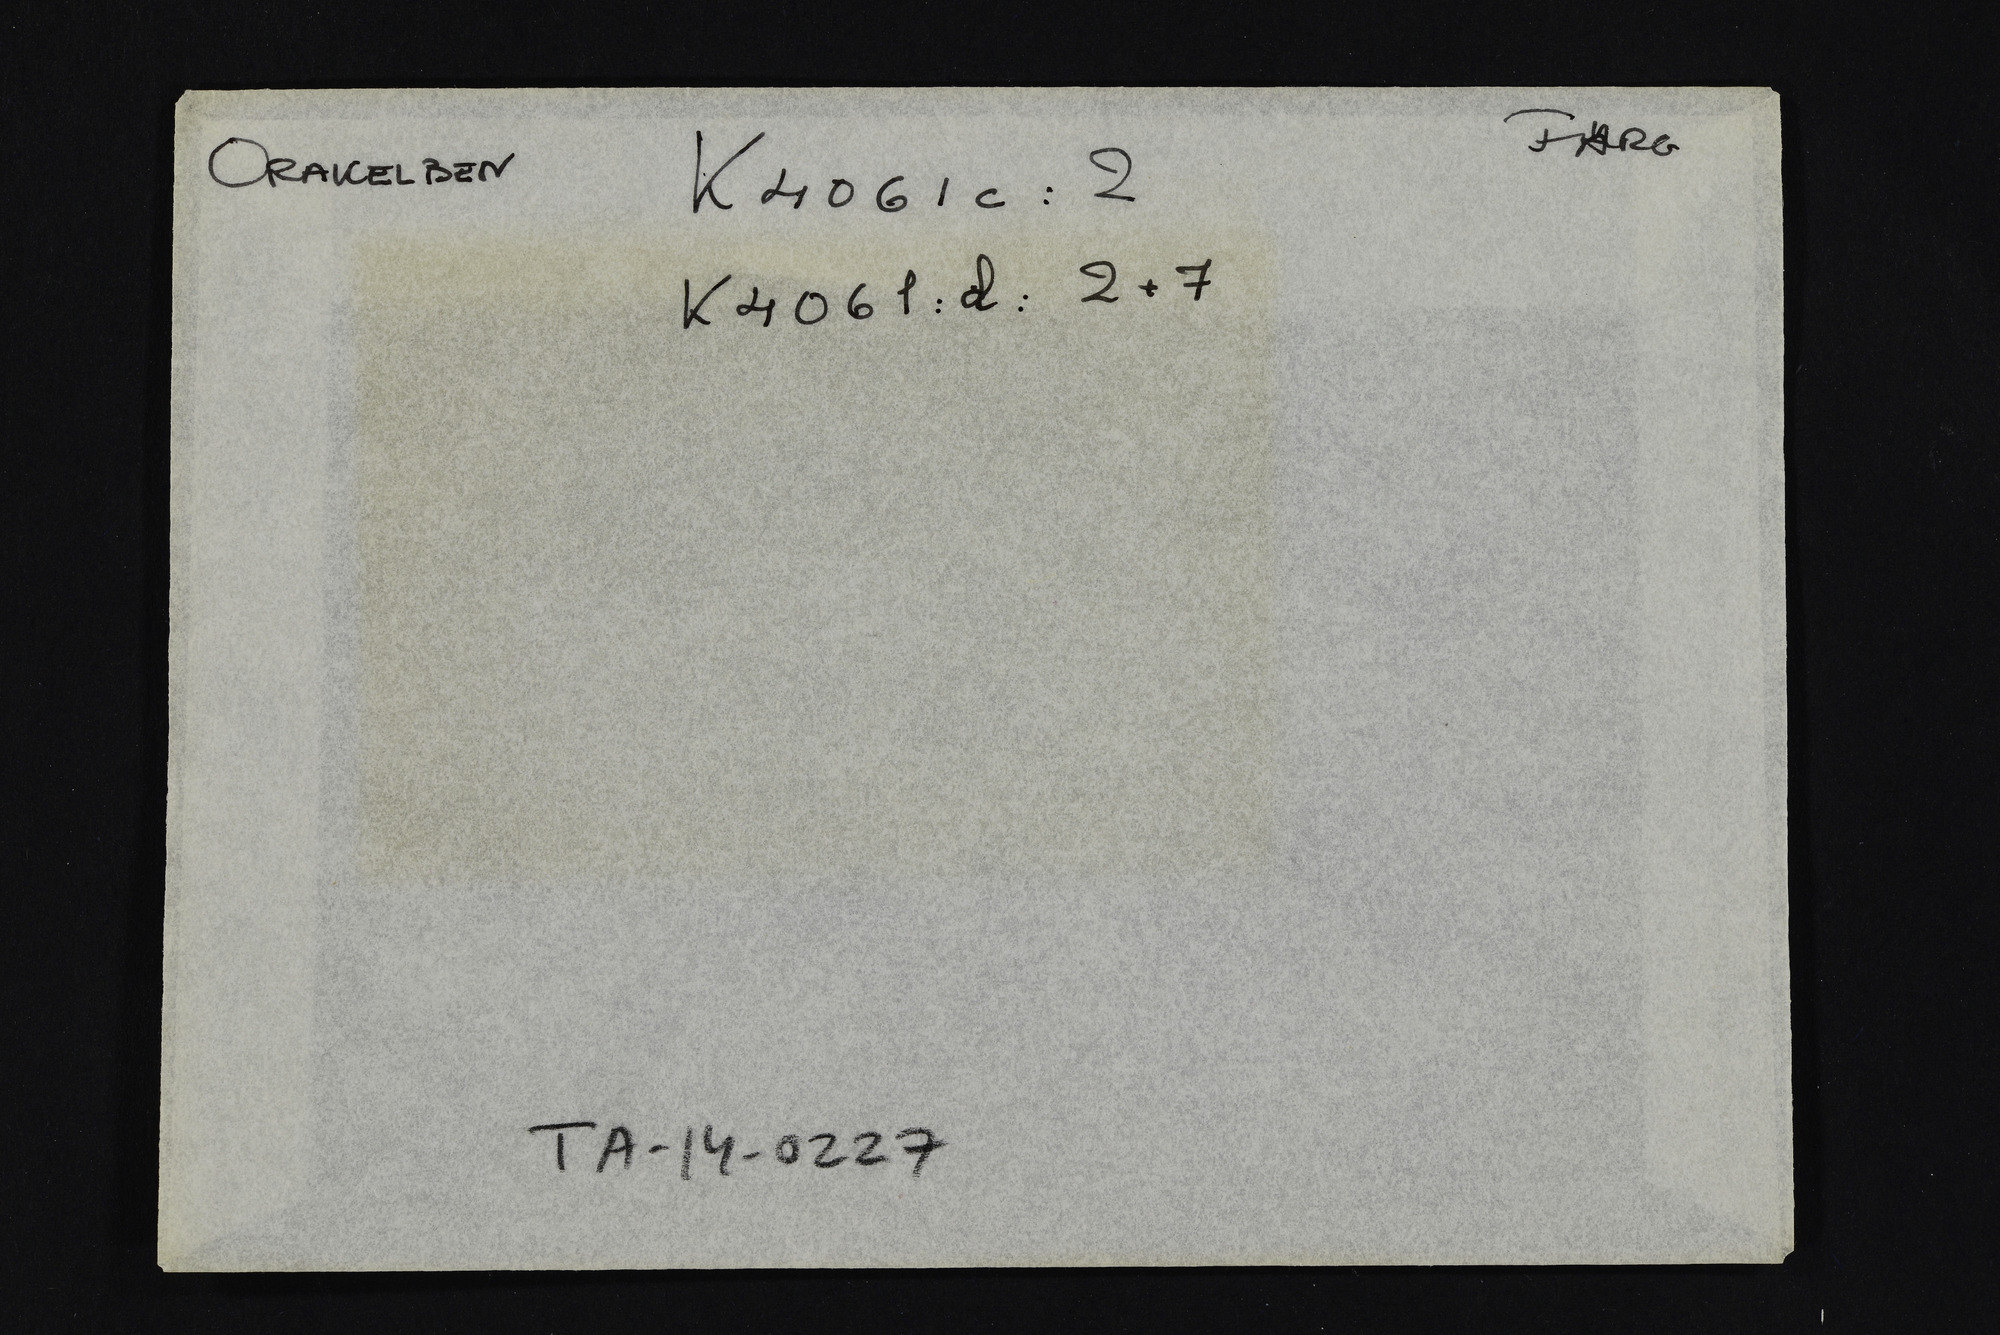 ORAKELBEN
K4061c: 2
FÄRG
K4061:d: 2+7
TA-14-0227